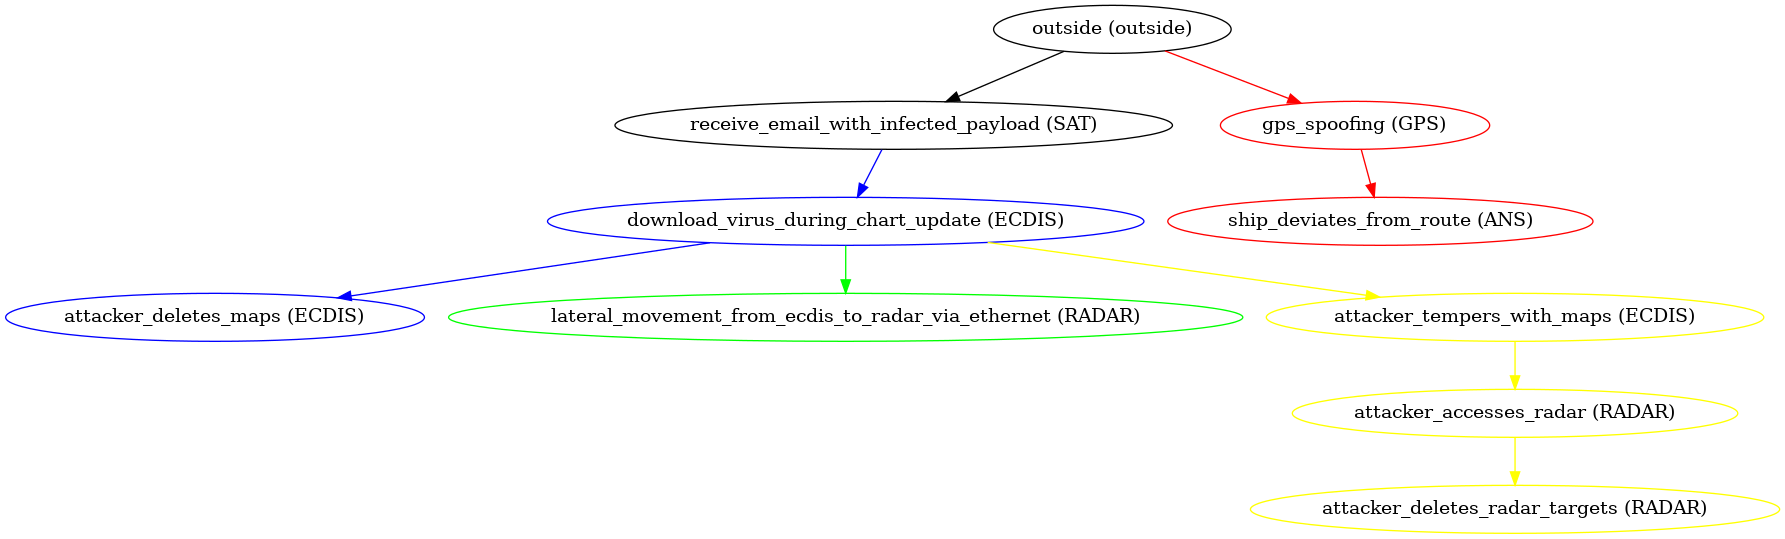 outside (outside)
receive_email_with_infected_payload (SAT)
gps_spoofing (GPS)
download_virus_during_chart_update (ECDIS)
ship_deviates_from_route (ANS)
attacker_deletes_maps (ECDIS)
lateral_movement_from_ecdis_to_radar_via_ethernet (RADAR)
attacker_tempers_with_maps (ECDIS)
attacker_accesses_radar (RADAR)
attacker_deletes_radar_targets (RADAR)